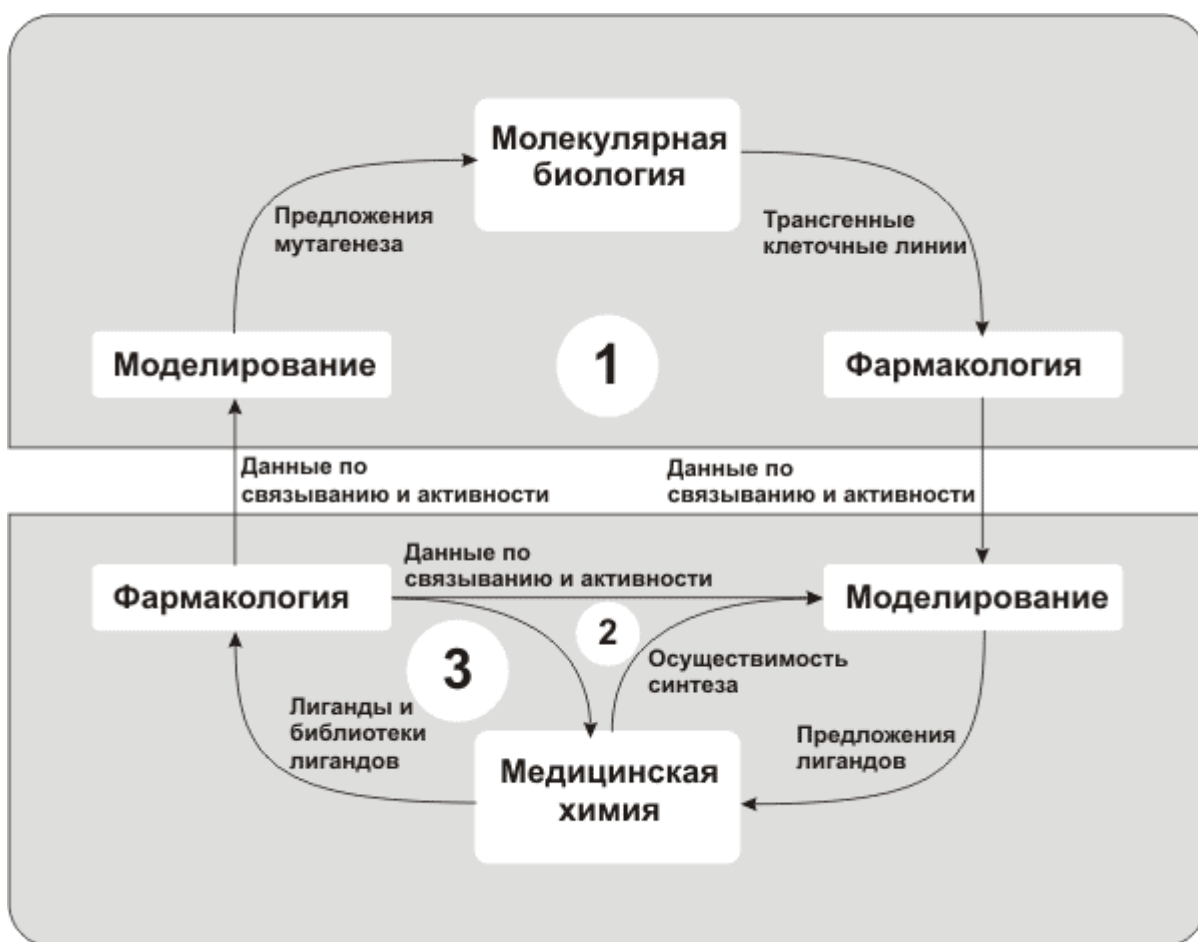 Молекулярная
биология
Предложения
мутагенеза
Трансгенные
клеточные линии
Моделирование
1
Фармакология
Данные по
связыванию и активности
Данные по
связыванию и активности
Данные по
связыванию и активности
Фармакология
Моделирование
2
3
Осуществимость
синтеза
Лиганды и
библиотеки
лигандов
Предложения
лигандов
Медицинская
химия